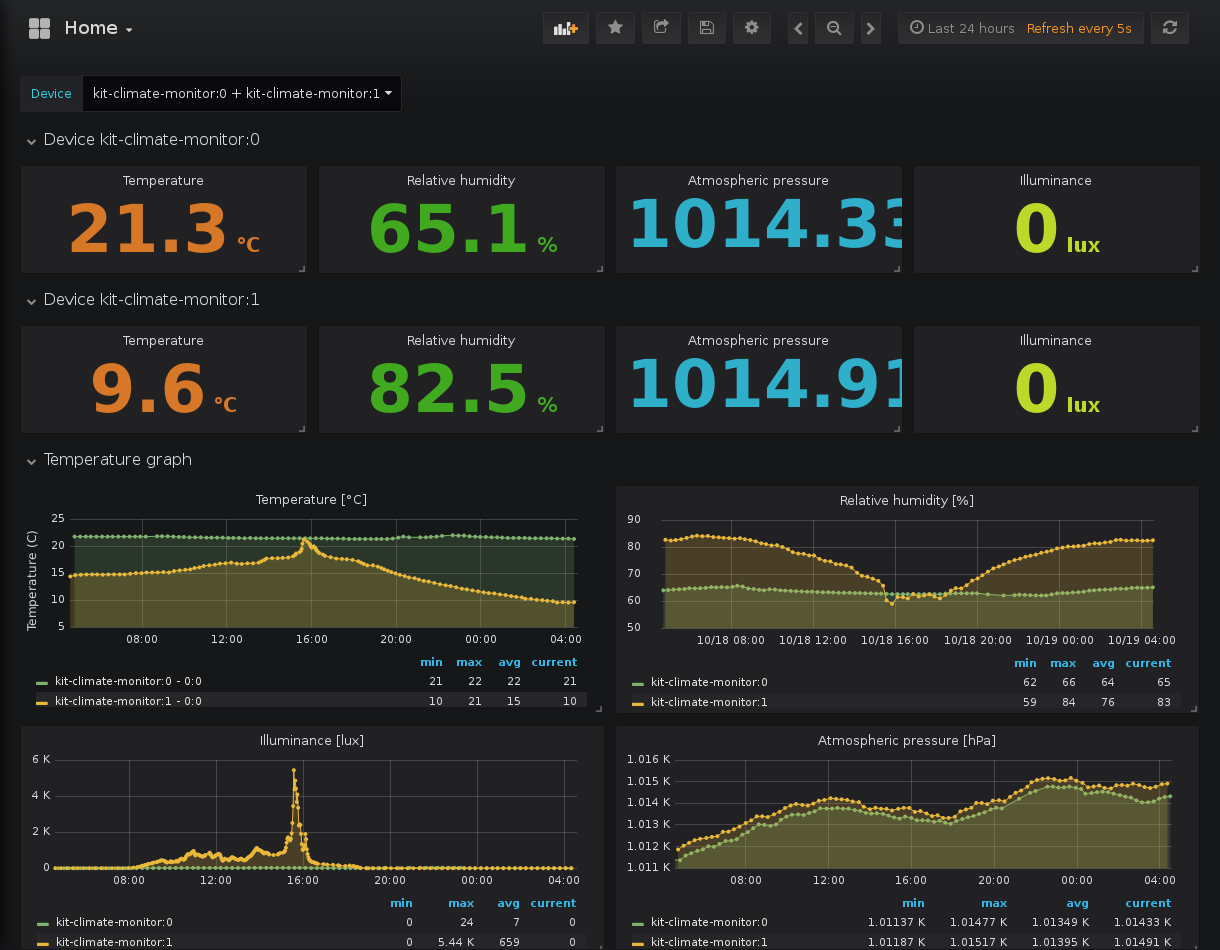 Home
Last 24 hours Refresh every 5s
Device kit-climate-monitor:0 + kit-climate-monitor:1
Device kit-climate-monitor:0
Temperature Relative humidity Atmospheric pressure Illuminance
21.3 °C 65.1 % 1014.33 0 lux
Device kit-climate-monitor:1
Temperature Relative humidity Atmospheric pressure Illuminance
9.6 °C 82.5 % 1014.91 0 lux
Temperature graph
Temperature [°C]
Temperature (C)
25
20
15
10
5
08:00 12:00 16:00 20:00 00:00 04:00
min max avg current
kit-climate-monitor:0 - 0:0 21 22 22 21
kit-climate-monitor:1 - 0:0 10 21 15 10
Relative humidity [%]
90
80
70
60
50
10/18 08:00 10/18 12:00 10/18 16:00 10/18 20:00 10/19 00:00 10/19 04:00
min max avg current
kit-climate-monitor:0 62 66 64 65
kit-climate-monitor:1 59 84 76 83
Illuminance [lux]
6 K
4 K
2 K
0
08:00 12:00 16:00 20:00 00:00 04:00
min max avg current
kit-climate-monitor:0 0 24 7 0
kit-climate-monitor:1 0 5.44 K 659 0
Atmospheric pressure [hPa]
1.016 K
1.015 K
1.014 K
1.013 K
1.012 K
1.011 K
08:00 12:00 16:00 20:00 00:00 04:00
min max avg current
kit-climate-monitor:0 1.01137 K 1.01477 K 1.01349 K 1.01433 K
kit-climate-monitor:1 1.01187 K 1.01517 K 1.01395 K 1.01491 K